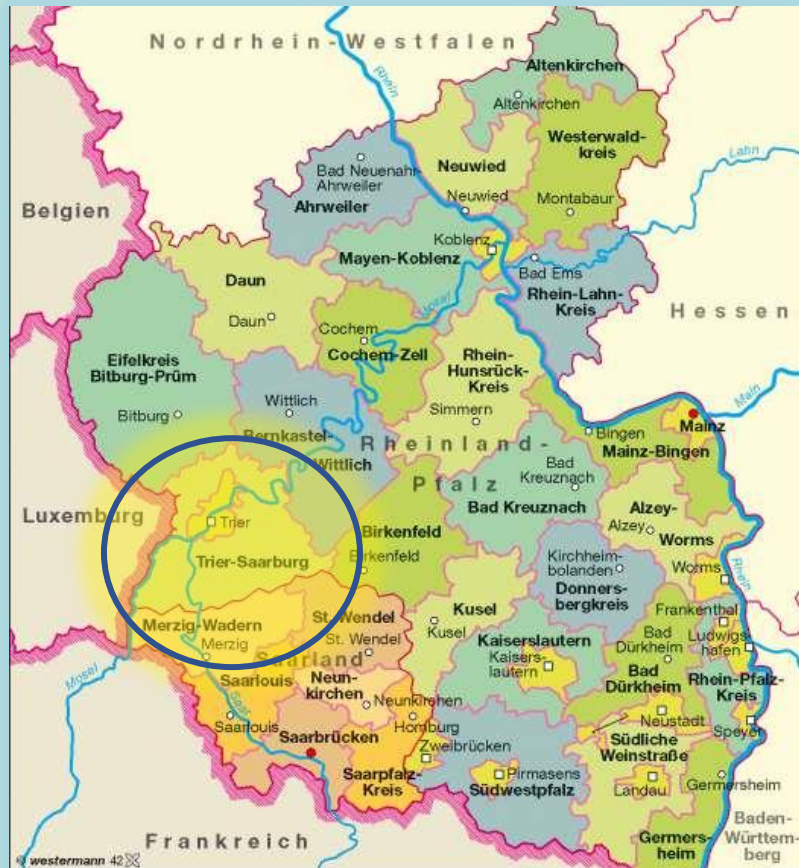 Nordrhein-Westfalen
Rhein
Altenkirchen
Altenkirchen
Westerwald-
kreis
Lahn
Bad Neuenahr-
Ahrweiler
Ahrweiler
Neuwied
Neuwied
Montabaur
Belgien
Koblenz
Mayen-Koblenz
Bad Ems
Rhein-Lahn-
Kreis
Daun
Daun
Mosel
Hessen
Cochem
Cochem-Zell
Rhein-
Hunsrück-
Kreis
Simmern
Eifelkreis
Bitburg-Prüm
Bitburg
Wittlich
Bernkastel-
Wittlich
Main
Mainz
Bingen
Mainz-Bingen
Rheinland-
Pfalz
Bad
Kreuznach
Bad Kreuznach
Alzey-
Alzey
Worms
Worms
Rhein
Luxemburg
Trier
Trier-Saarburg
Birkenfeld
Birkenfeld
Kirchheim-
bolanden
Donners-
bergkreis
Merzig-Wadern
Merzig
St. Wendel
St. Wendel
Saarland
Kusel
Kusel
Kaiserslautern
Kaisers-
lautern
Frankenthal
Ludwigs-
hafen
Bad
Dürkheim
Bad
Dürkheim
Rhein-Pfalz-
Kreis
Mosel
Saarlouis
Saarlouis
Saar
Neun-
kirchen
Neunkirchen
Homburg
Neustadt
Speyer
Saarbrücken
Zweibrücken
Südliche
Weinstraße
Saarpfalz-
Kreis
Pirmasens
Südwestpfalz
Landau
Germersheim
Frankreich
Germers-
heim
Baden-
Württem-
berg
© westermann 42